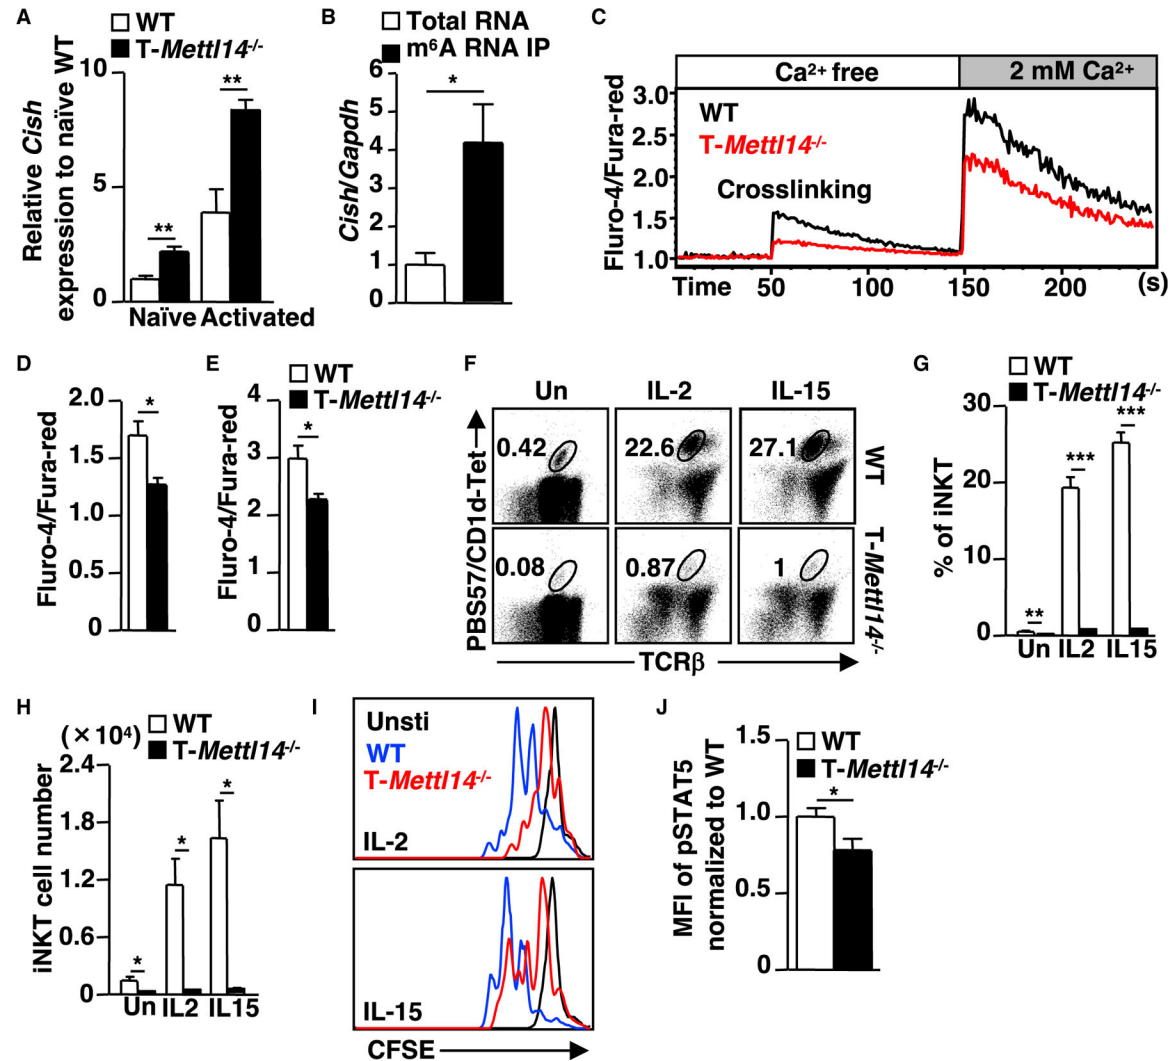 A
WT
T-Mettl14-/-
Relative Cish
expression to naïve WT
10
5
0
**
**
Naïve Activated
B
Total RNA
m6A RNA IP
Cish/Gapdh
6
5
4
3
2
1
0
*
C
Ca2+ free
2 mM Ca2+
Fluro-4/Fura-red
3.0
2.5
2.0
1.5
1.0
WT
T-Mettl14-/-
Crosslinking
Time 50 100 150 200 (s)
D
Fluro-4/Fura-red
2.0
1.5
1.0
0.5
0
*
E
WT
T-Mettl14-/-
Fluro-4/Fura-red
4
3
2
1
0
*
F
Un IL-2 IL-15
0.42 22.6 27.1
WT
0.08 0.87 1
T-Mettl14-/-
PBS57/CD1d-Tet
TCRβ
G
WT
T-Mettl14-/-
% of iNKT
30
20
10
0
**
***
***
Un IL2 IL15
H
(×10⁴)
WT
T-Mettl14-/-
iNKT cell number
2.4
1.8
1.2
0.6
0
*
*
*
Un IL2 IL15
I
Unsti
WT
T-Mettl14-/-
IL-2
IL-15
CFSE
J
WT
T-Mettl14-/-
MFI of pSTAT5
normalized to WT
1.5
1.0
0.5
0
*